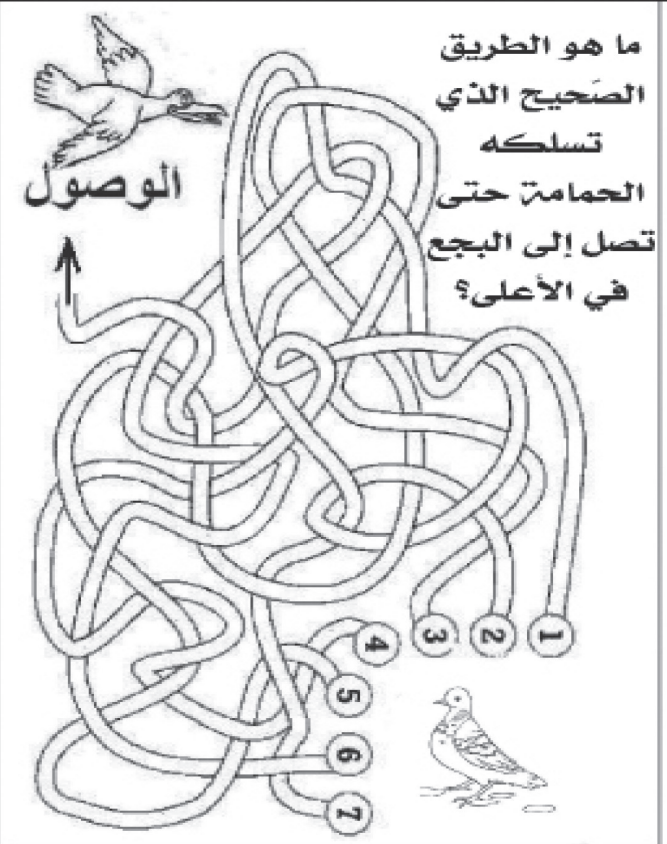 ما هو الطريق
الصَحيح الذي
تسلكه
الحمامة حتى
تصل إلى البجع
في الأعلى؟
الوصول
1
2
3
4
5
6
7